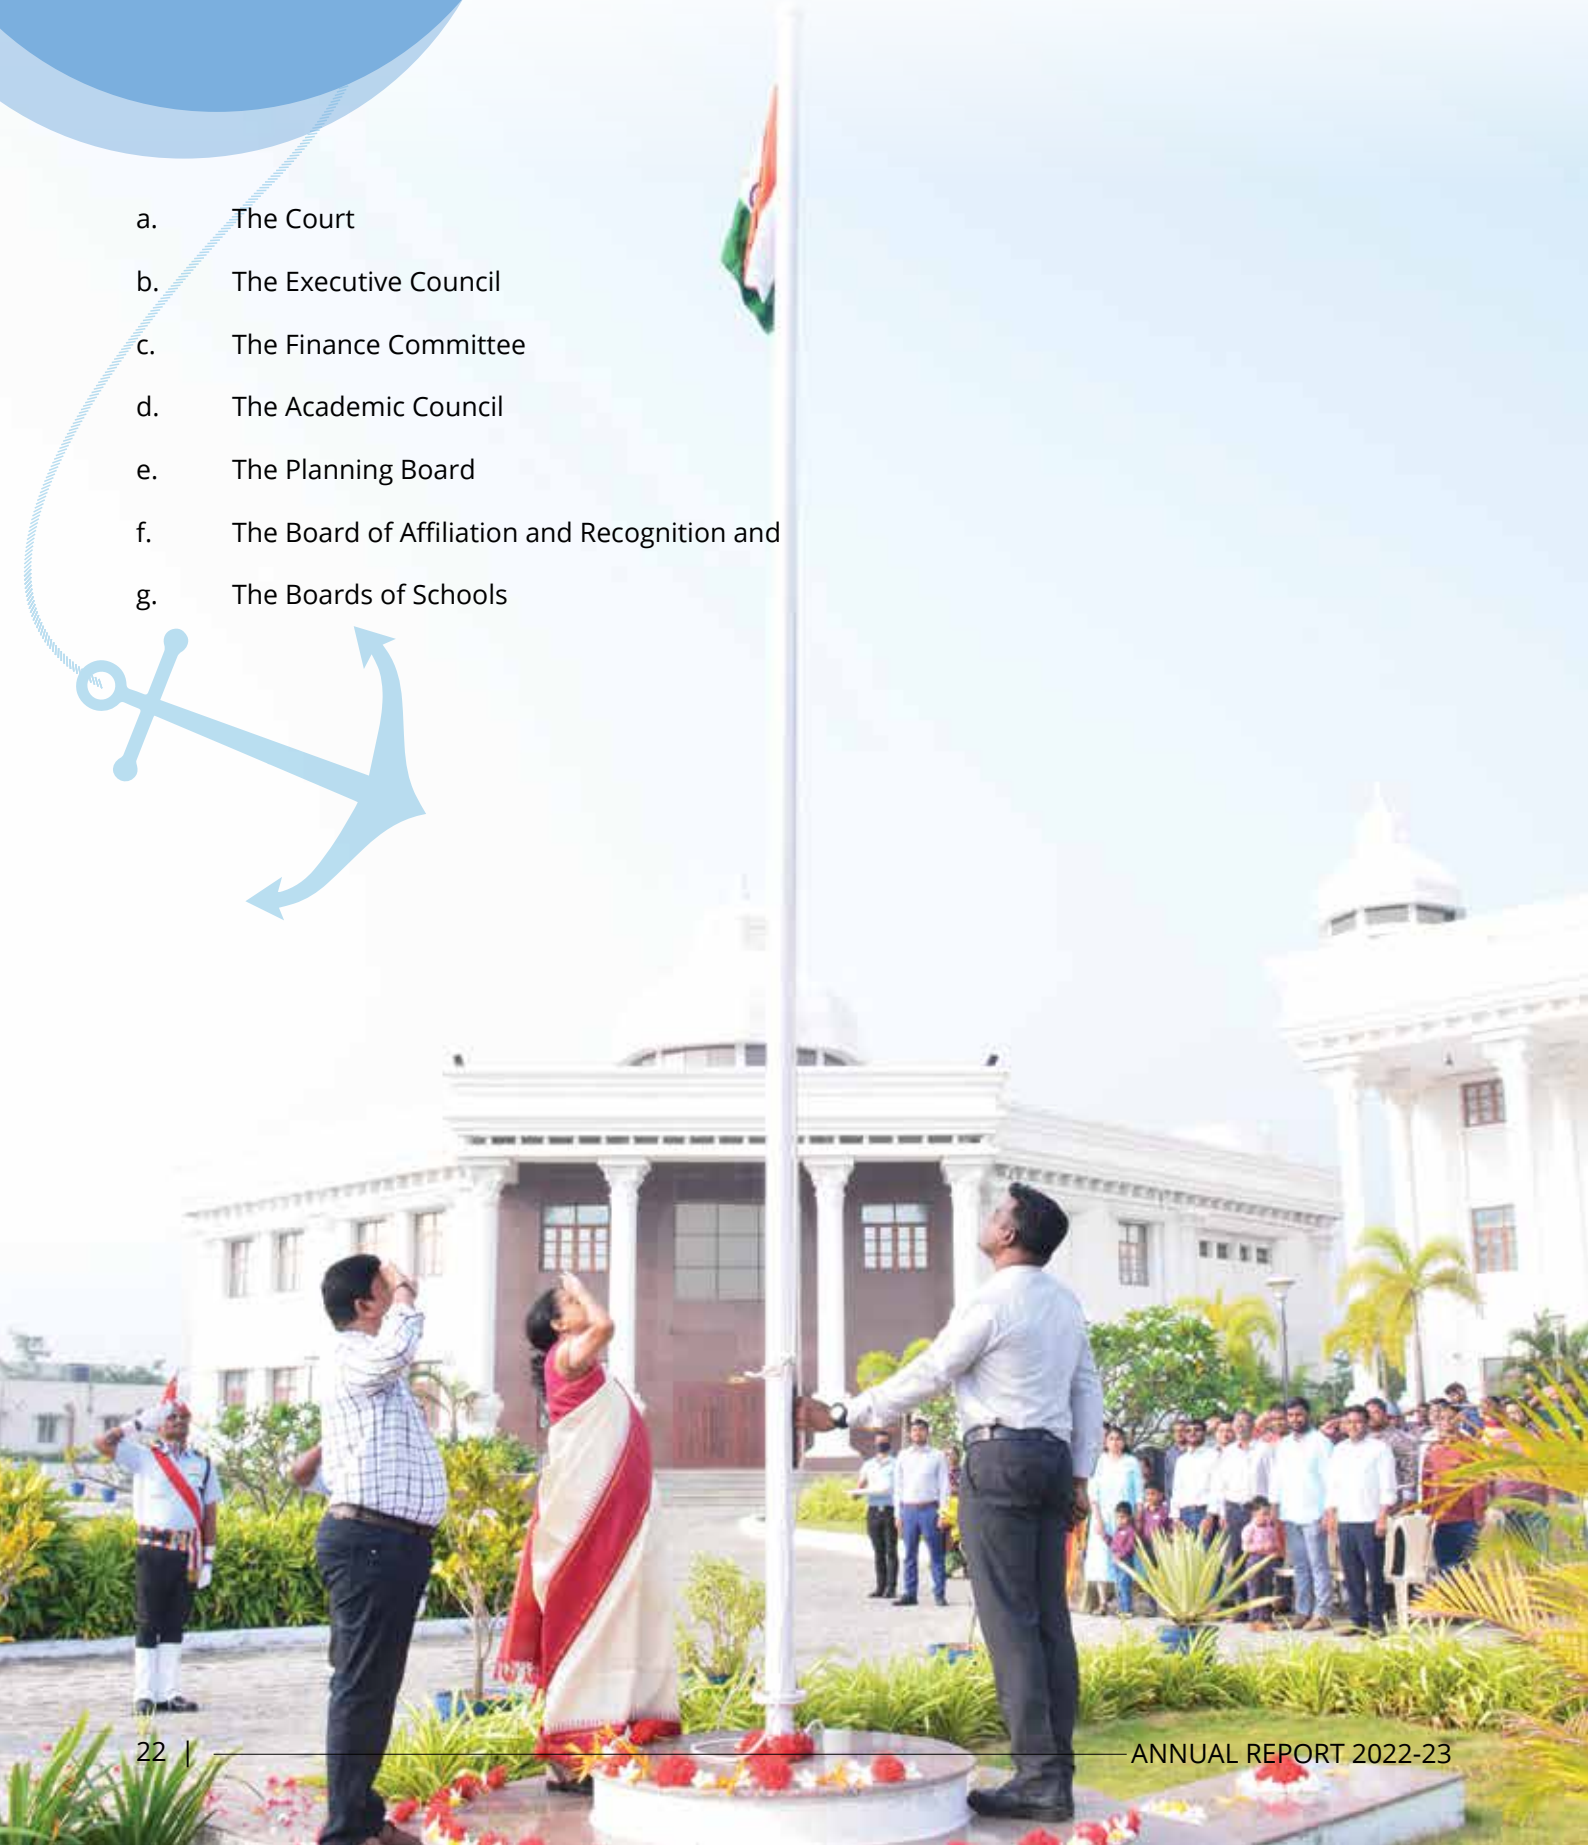 a. The Court
b. The Executive Council
c. The Finance Committee
d. The Academic Council
e. The Planning Board
f. The Board of Affiliation and Recognition and
g. The Boards of Schools
22 | ANNUAL REPORT 2022-23